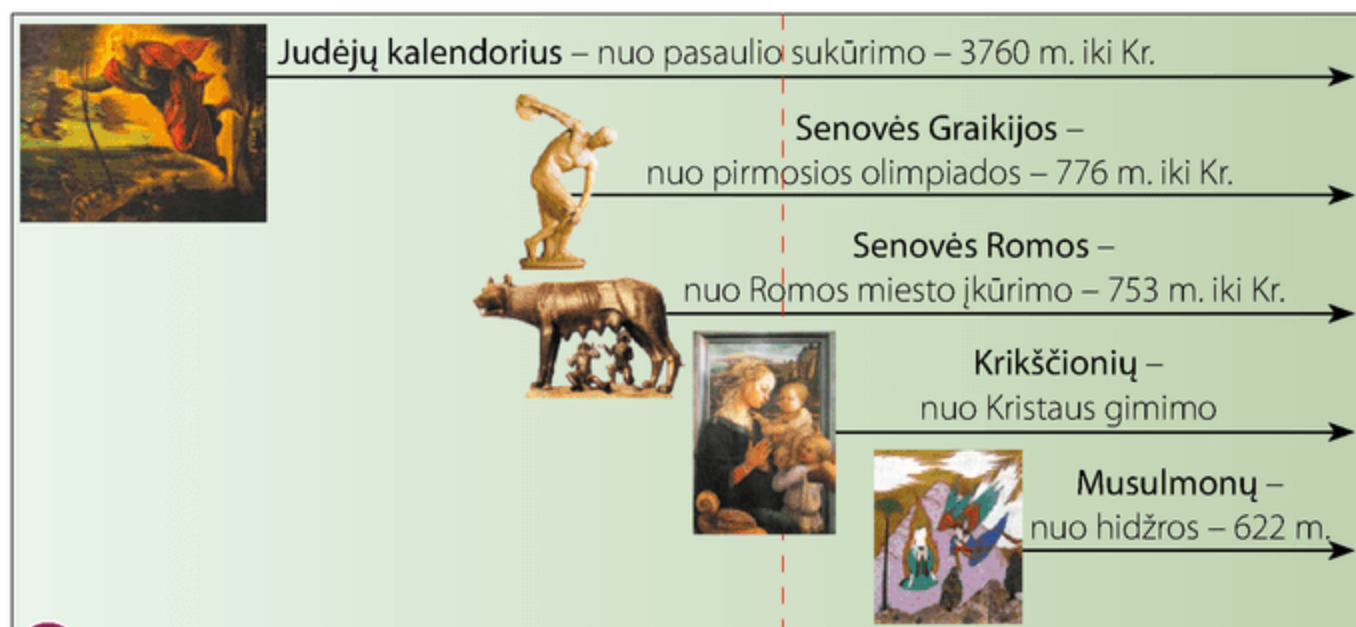 Judėjų kalendorius – nuo pasaulio sukūrimo – 3760 m. iki Kr.
Senovės Graikijos –
nuo pirmosios olimpiados – 776 m. iki Kr.
Senovės Romos –
nuo Romos miesto įkūrimo – 753 m. iki Kr.
Krikščionių –
nuo Kristaus gimimo
Musulmonų –
nuo hidžros – 622 m.